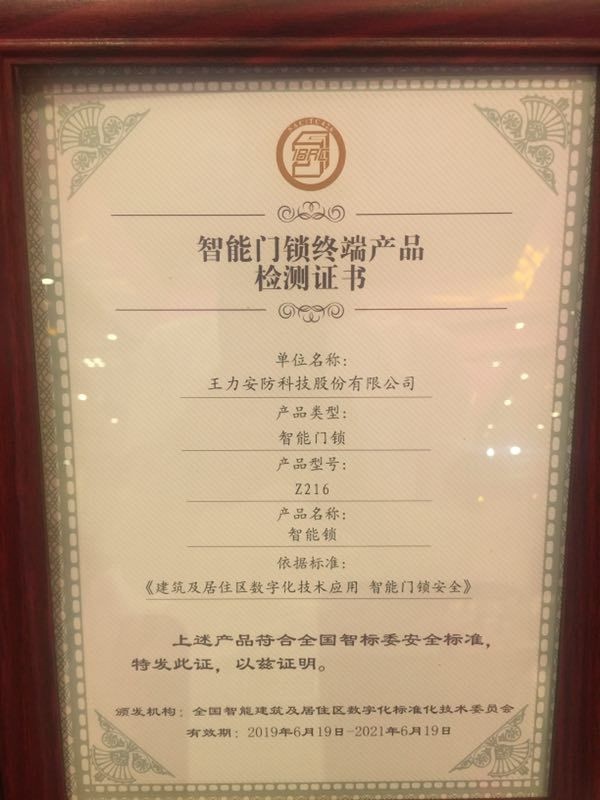 智能门锁终端产品
检测证书
单位名称：
王力安防科技股份有限公司
产品类型：
智能门锁
产品型号：
Z216
产品名称：
智能锁
依据标准：
《建筑及居住区数字化技术应用 智能门锁安全》
上述产品符合全国智标委安全标准，
特发此证，以兹证明。
颁发机构：全国智能建筑及居住区数字化标准化技术委员会
有效期：2019年6月19日-2021年6月19日